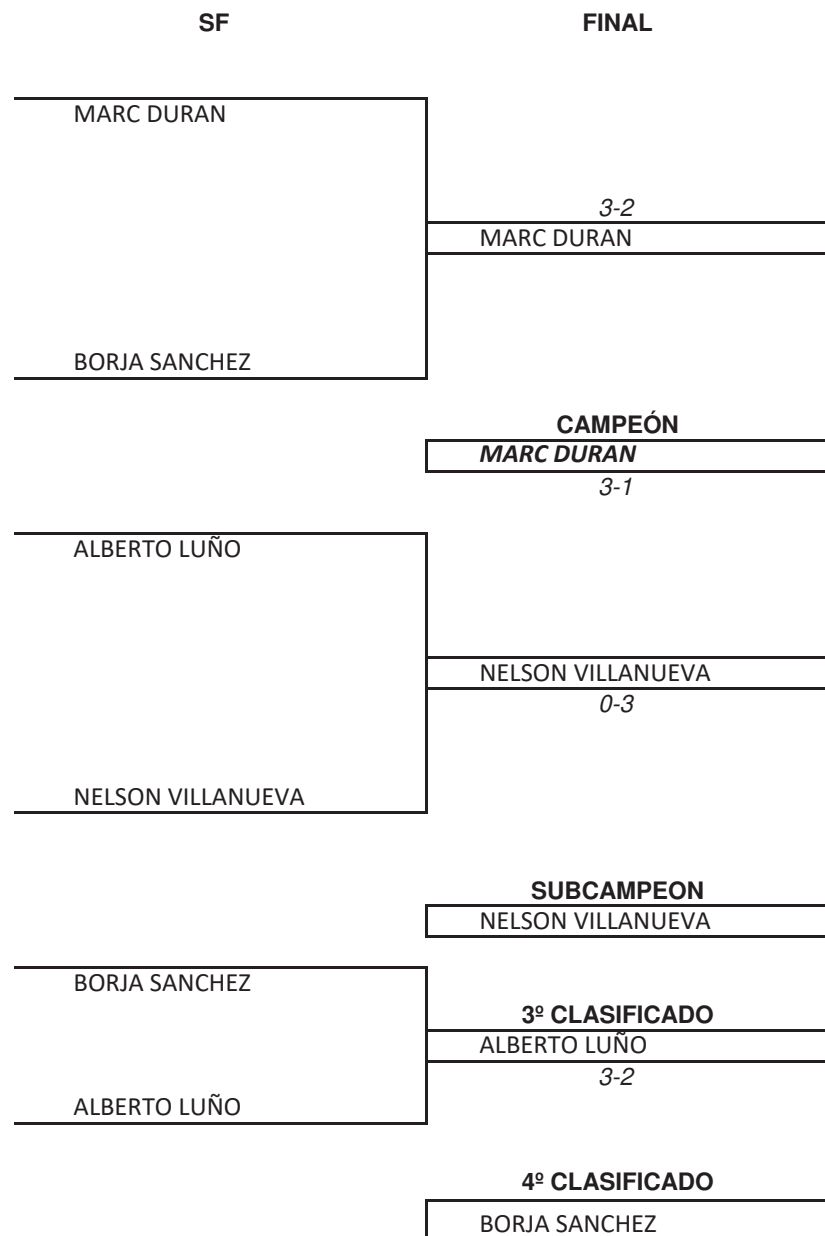 SF FINAL
MARC DURAN
3-2
MARC DURAN
BORJA SANCHEZ
CAMPEÓN
MARC DURAN
3-1
ALBERTO LUÑO
NELSON VILLANUEVA
0-3
NELSON VILLANUEVA
SUBCAMPEON
NELSON VILLANUEVA
BORJA SANCHEZ
3º CLASIFICADO
ALBERTO LUÑO
3-2
ALBERTO LUÑO
4º CLASIFICADO
BORJA SANCHEZ